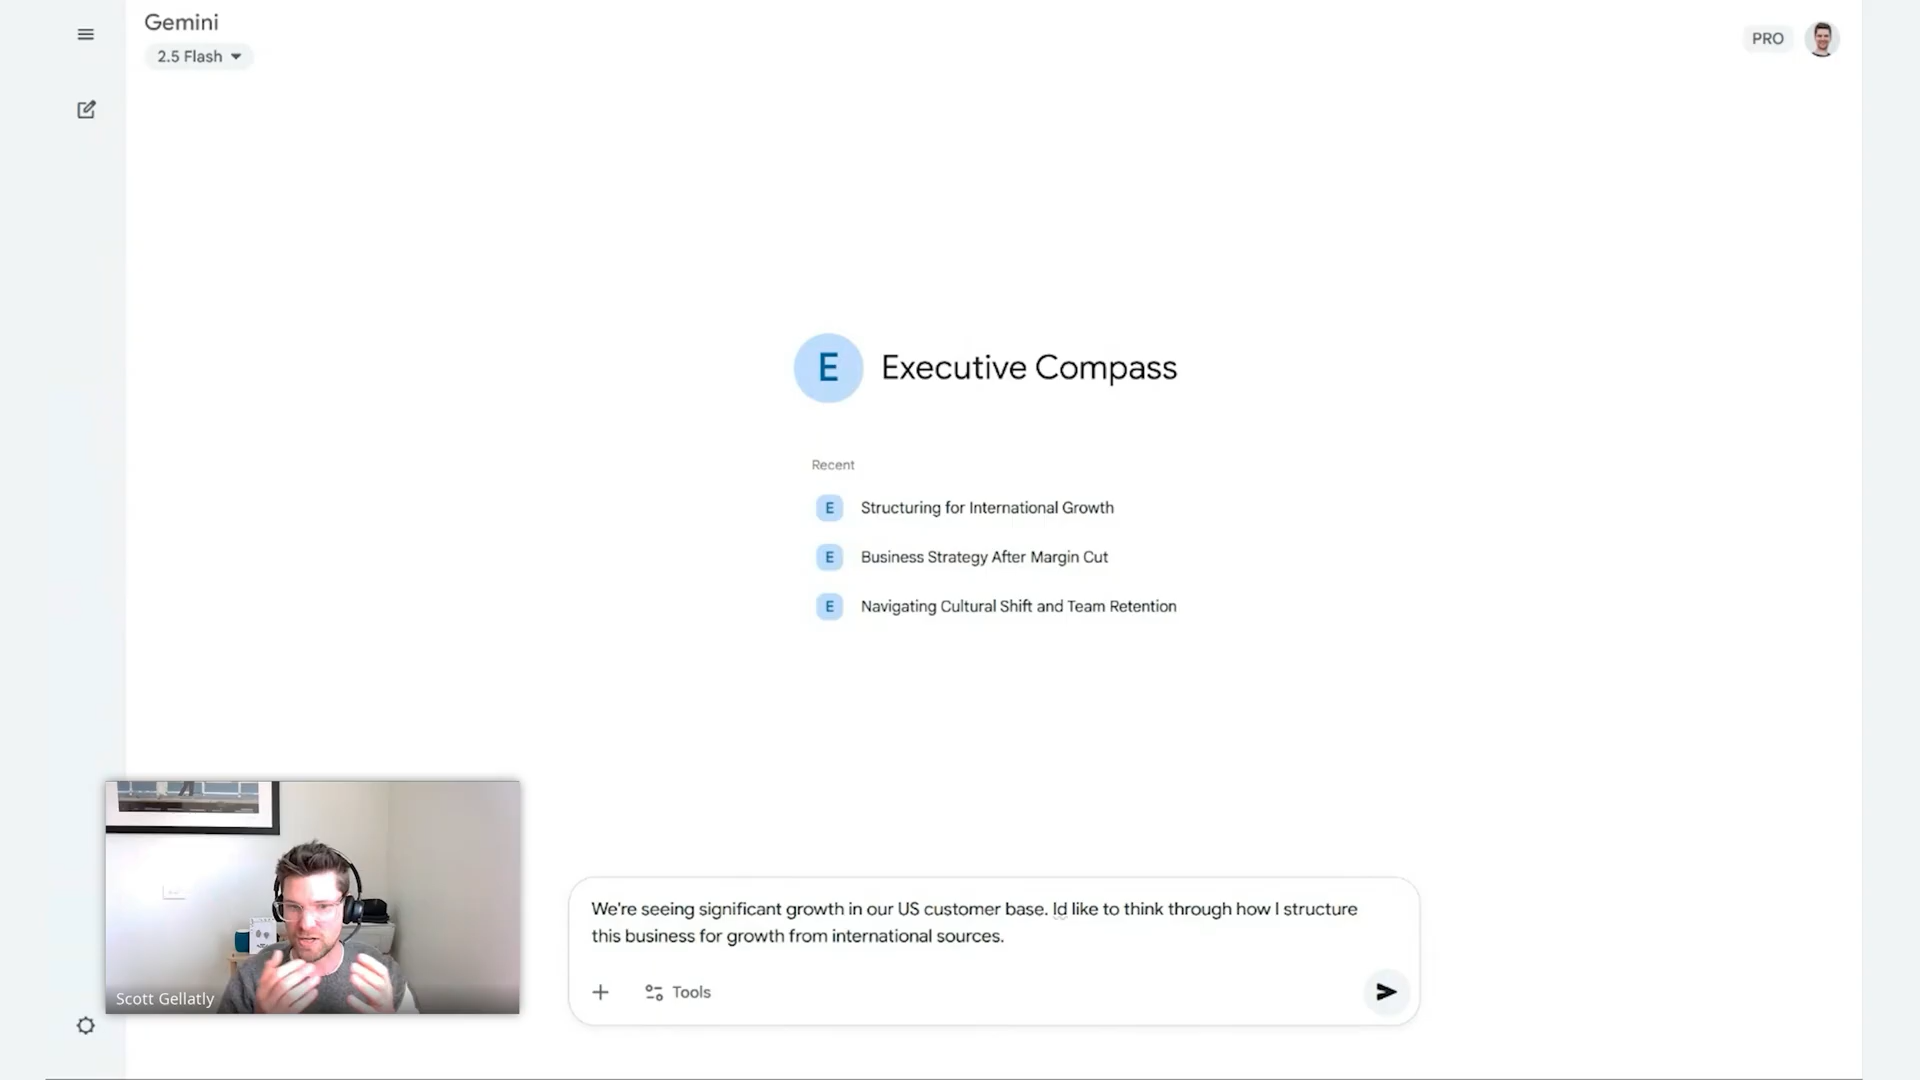 Gemini
2.5 Flash
PRO
E Executive Compass
Recent
E Structuring for International Growth
E Business Strategy After Margin Cut
E Navigating Cultural Shift and Team Retention
We're seeing significant growth in our US customer base. Id like to think through how I structure
this business for growth from international sources.
Tools
Scott Gellatly